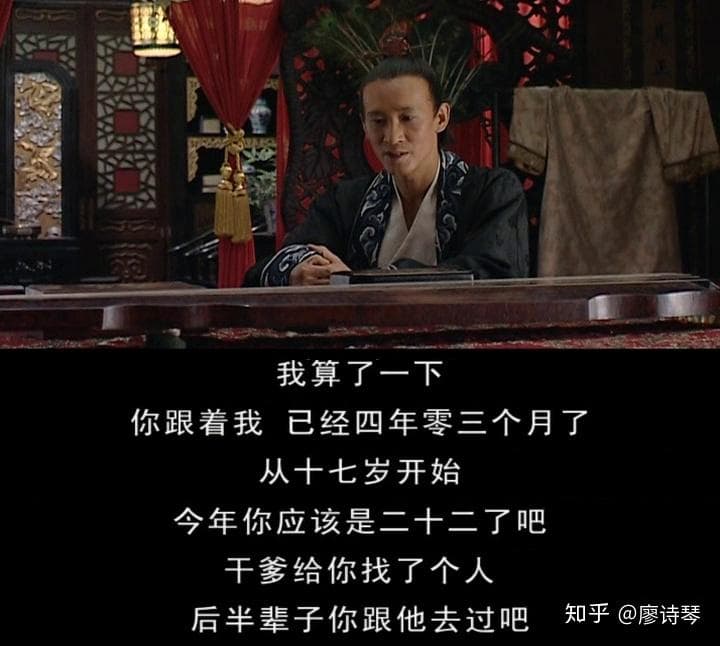 我算了一下
你跟着我 已经四年零三个月了
从十七岁开始
今年你应该是二十二了吧
干爹给你找了个人
后半辈子你跟他去过吧
知乎 @廖诗琴